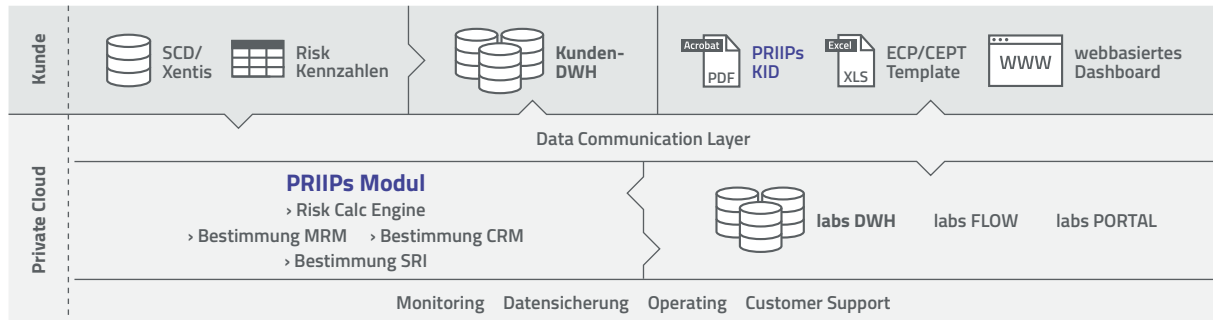 Kunde
SCD/
Xentis
Risk
Kennzahlen
Kunden-
DWH
Acrobat
PDF
PRIIPs
KID
Excel
XLS
ECP/CEPT
Template
WWW
webbasiertes
Dashboard
Private Cloud
Data Communication Layer
PRIIPs Modul
› Risk Calc Engine
› Bestimmung MRM › Bestimmung CRM
› Bestimmung SRI
labs DWH labs FLOW labs PORTAL
Monitoring Datensicherung Operating Customer Support